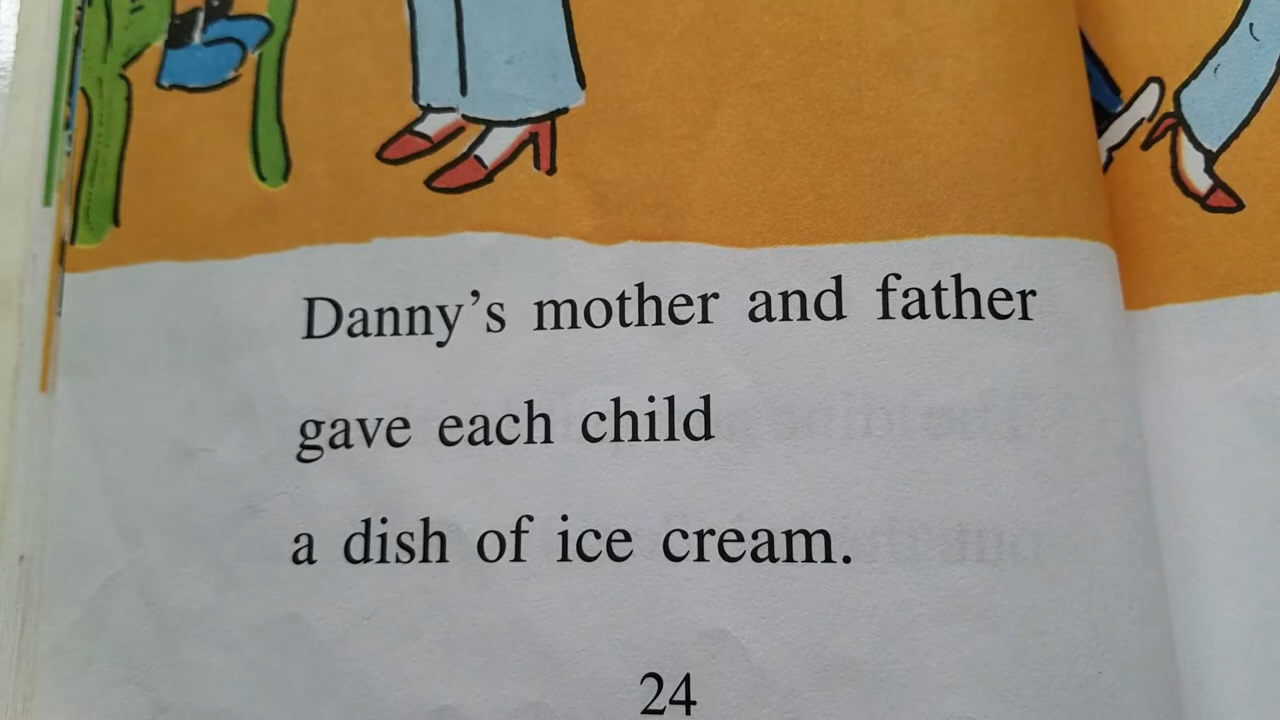 Danny’s mother and father
gave each child
a dish of ice cream.
24